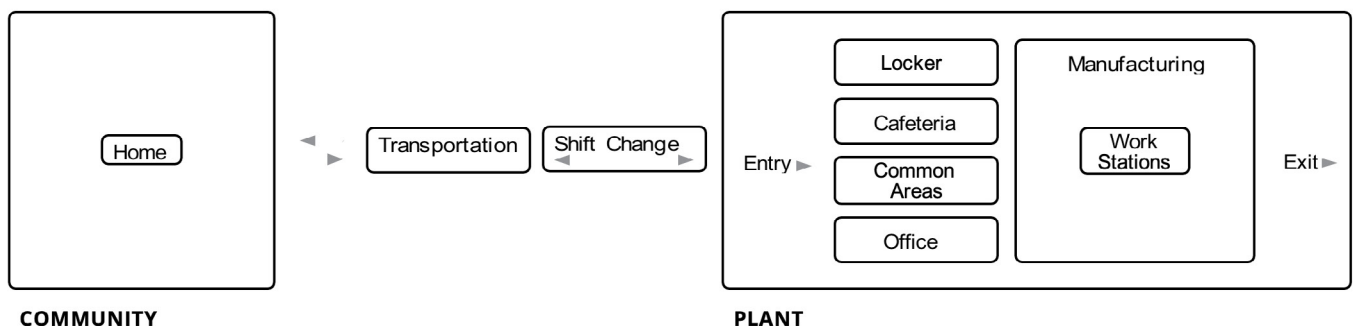 Home
Transportation
Shift Change
Entry
Locker
Cafeteria
Common
Areas
Office
Manufacturing
Work
Stations
Exit
COMMUNITY
PLANT